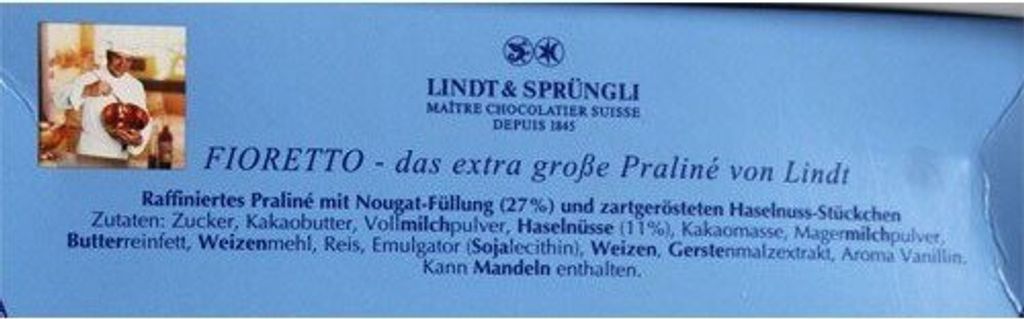 LINDT & SPRÜNGLI
MAÎTRE CHOCOLATIER SUISSE
DEPUIS 1845
FIORETTO - das extra große Praliné von Lindt
Raffiniertes Praliné mit Nougat-Füllung (27%) und zartgerösteten Haselnuss-Stückchen
Zutaten: Zucker, Kakaobutter, Vollmilchpulver, Haselnüsse (11%), Kakaomasse, Magermilchpulver,
Butterreinfett, Weizenmehl, Reis, Emulgator (Sojalecithin), Weizen, Gerstenmalzextrakt, Aroma Vanillin.
Kann Mandeln enthalten.